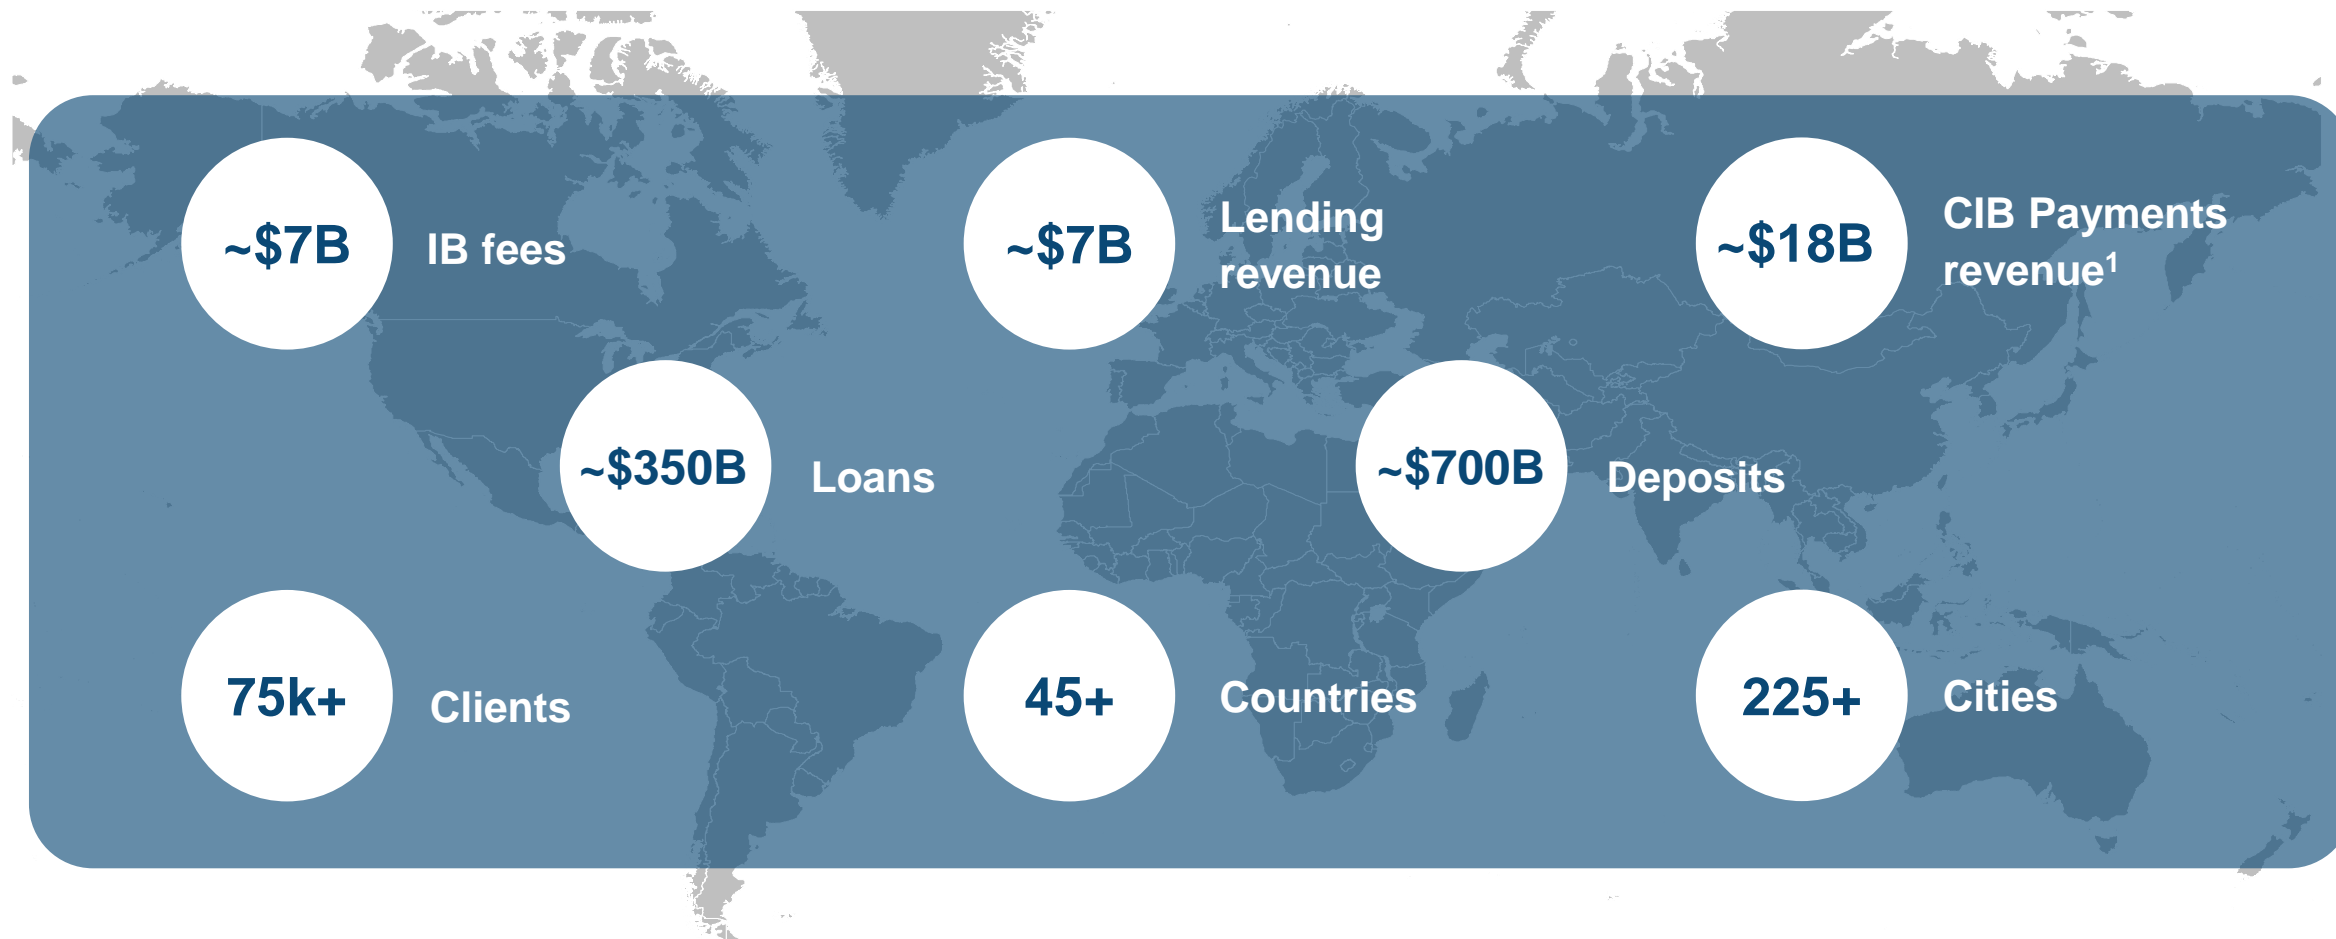 ~$7B
IB fees
~$7B
Lending
revenue
~$18B
CIB Payments
revenue¹
~$350B
Loans
~$700B
Deposits
75k+
Clients
45+
Countries
225+
Cities